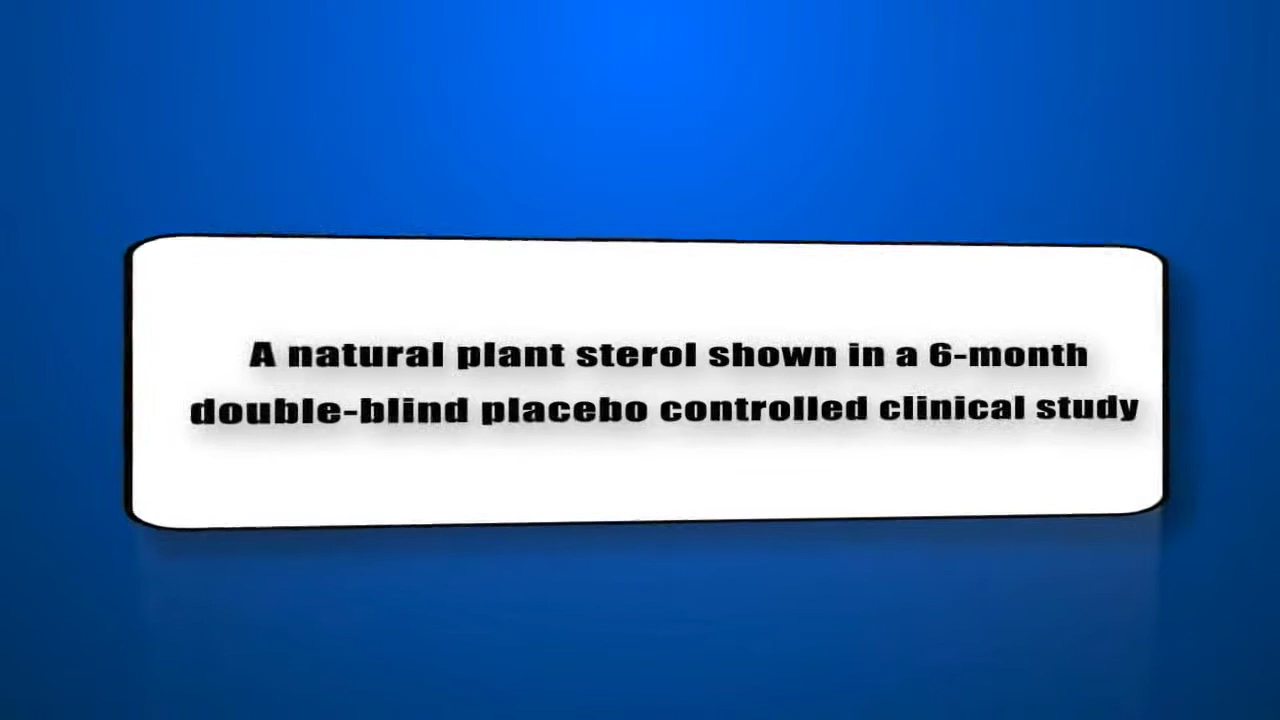 A natural plant sterol shown in a 6-month
double-blind placebo controlled clinical study